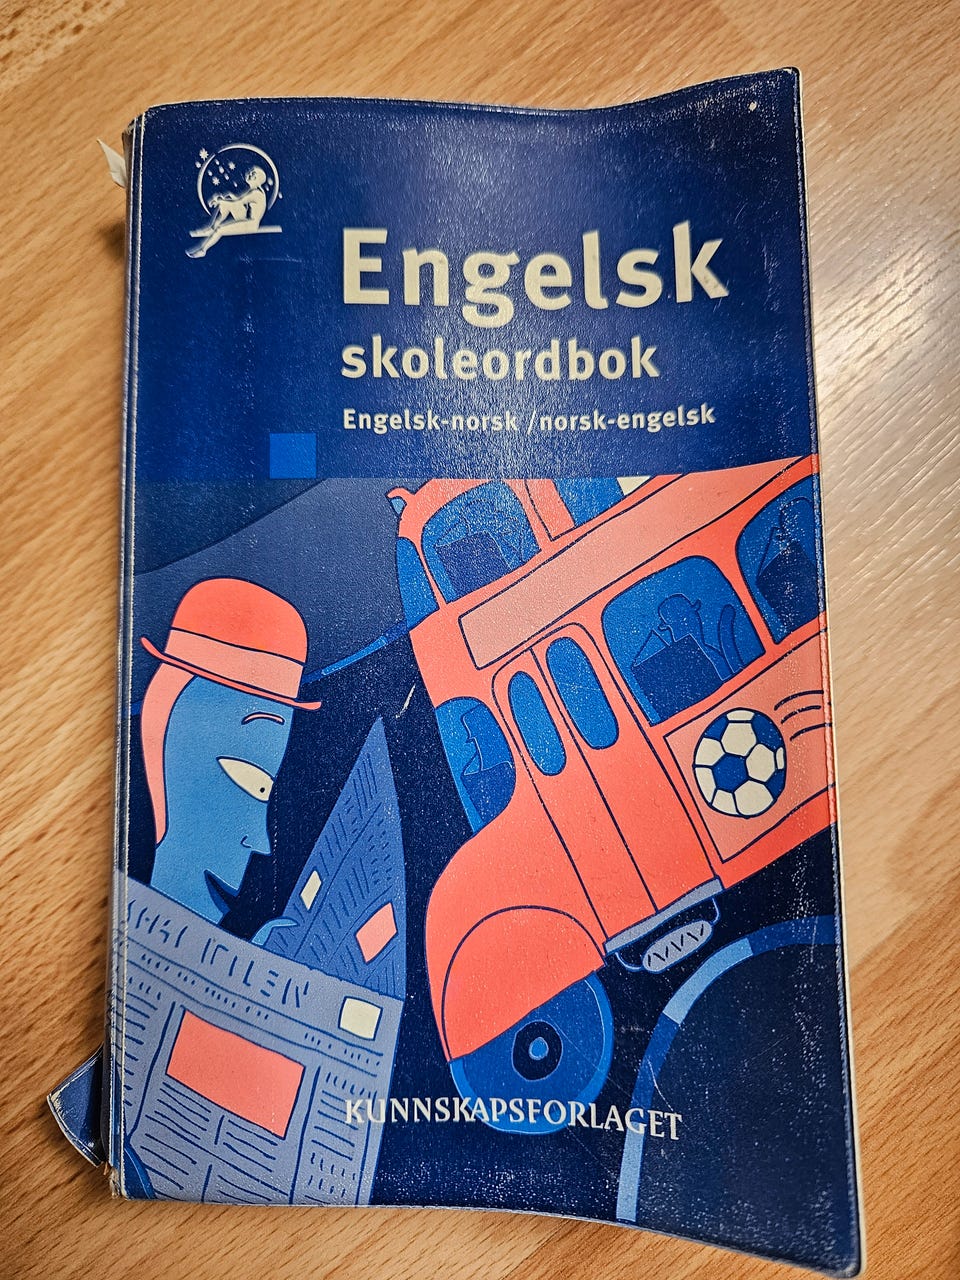 Engelsk
skoleordbok
Engelsk-norsk /norsk-engelsk
KUNNSKAPSFORLAGET